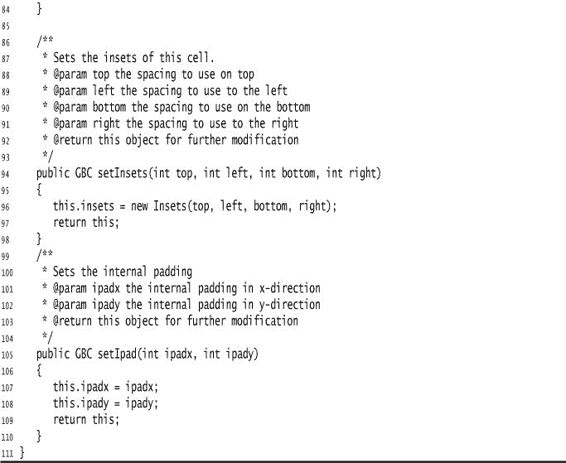 84 }
85
86 /**
87 * Sets the insets of this cell.
88 * @param top the spacing to use on top
89 * @param left the spacing to use to the left
90 * @param bottom the spacing to use on the bottom
91 * @param right the spacing to use to the right
92 * @return this object for further modification
93 */
94 public GBC setInsets(int top, int left, int bottom, int right)
95 {
96 this.insets = new Insets(top, left, bottom, right);
97 return this;
98 }
99 /**
100 * Sets the internal padding
101 * @param ipadx the internal padding in x-direction
102 * @param ipady the internal padding in y-direction
103 * @return this object for further modification
104 */
105 public GBC setIpad(int ipadx, int ipady)
106 {
107 this.ipadx = ipadx;
108 this.ipady = ipady;
109 return this;
110 }
111 }